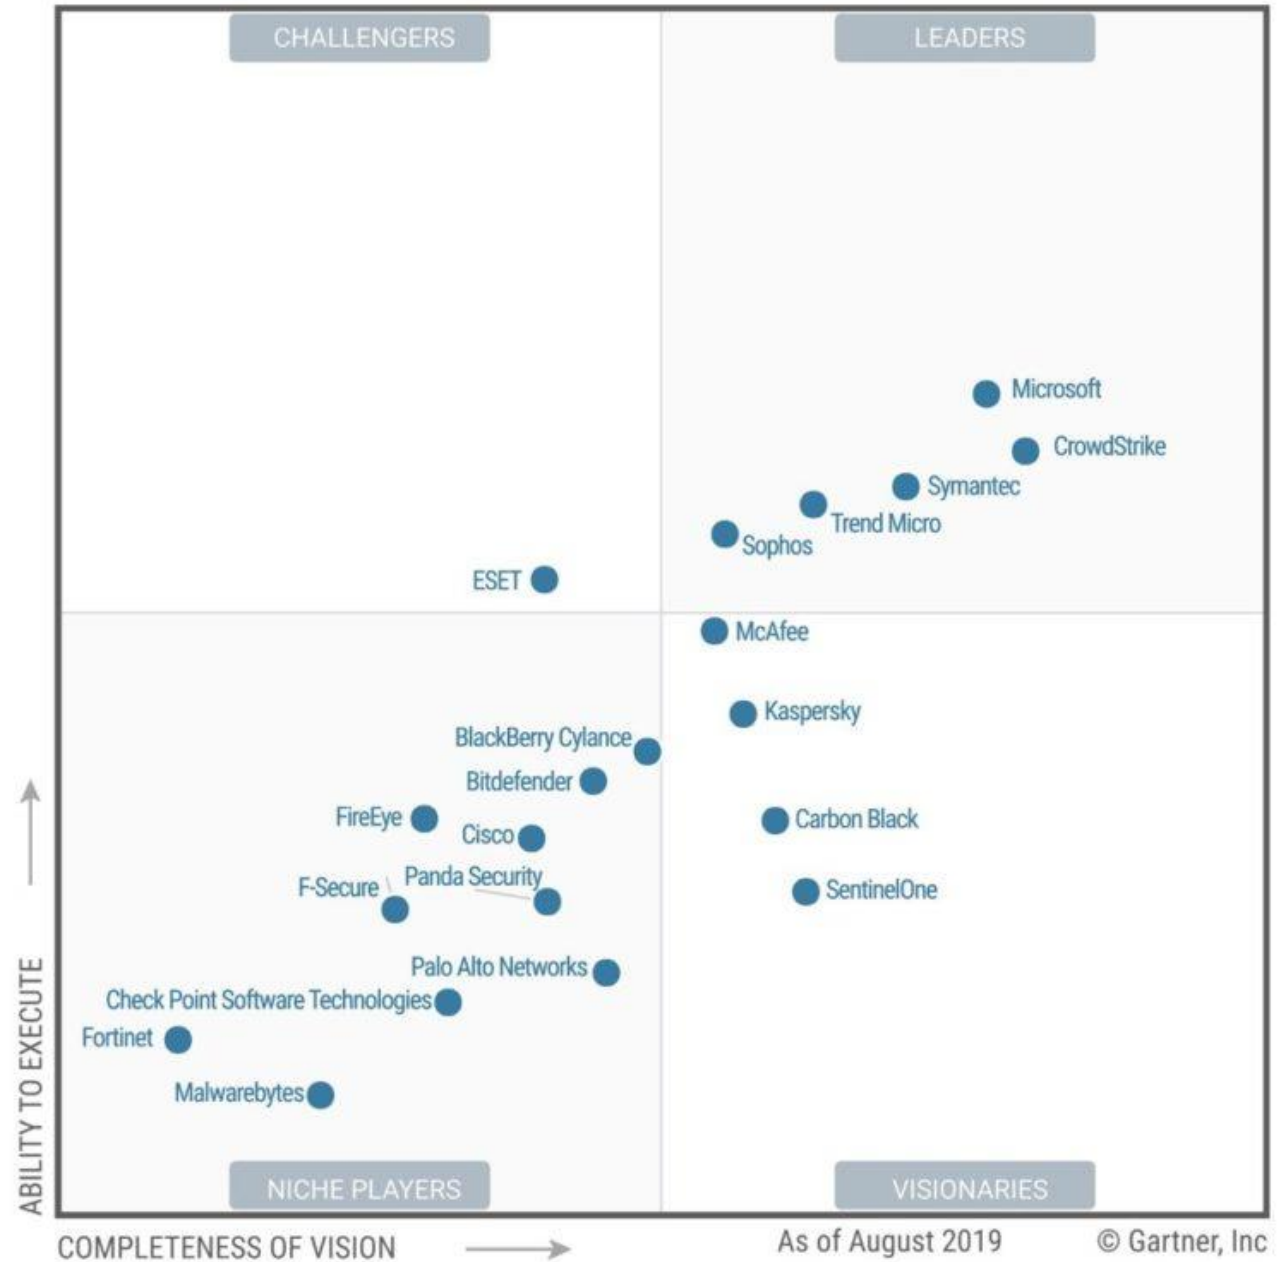 CHALLENGERS
LEADERS
Microsoft
CrowdStrike
Symantec
Trend Micro
Sophos
ESET
McAfee
Kaspersky
BlackBerry Cylance
Bitdefender
FireEye
Cisco
Carbon Black
Panda Security
F-Secure
SentinelOne
Palo Alto Networks
Check Point Software Technologies
Fortinet
Malwarebytes
NICHE PLAYERS
VISIONARIES
ABILITY TO EXECUTE
COMPLETENESS OF VISION
As of August 2019
© Gartner, Inc